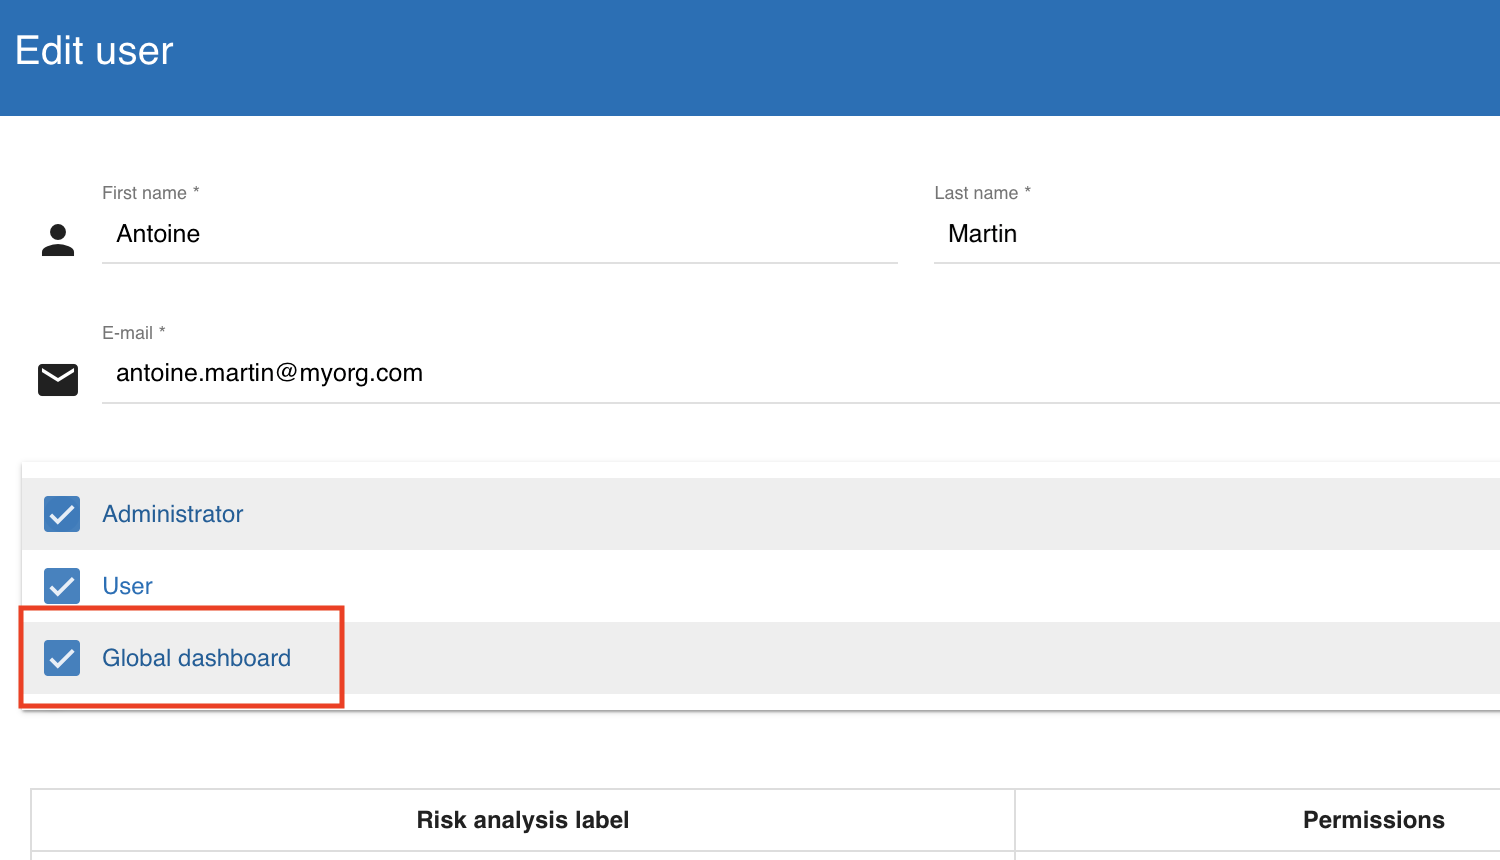 Edit user
First name * Last name *
Antoine Martin
E-mail *
antoine.martin@myorg.com
Administrator
User
Global dashboard
Risk analysis label Permissions